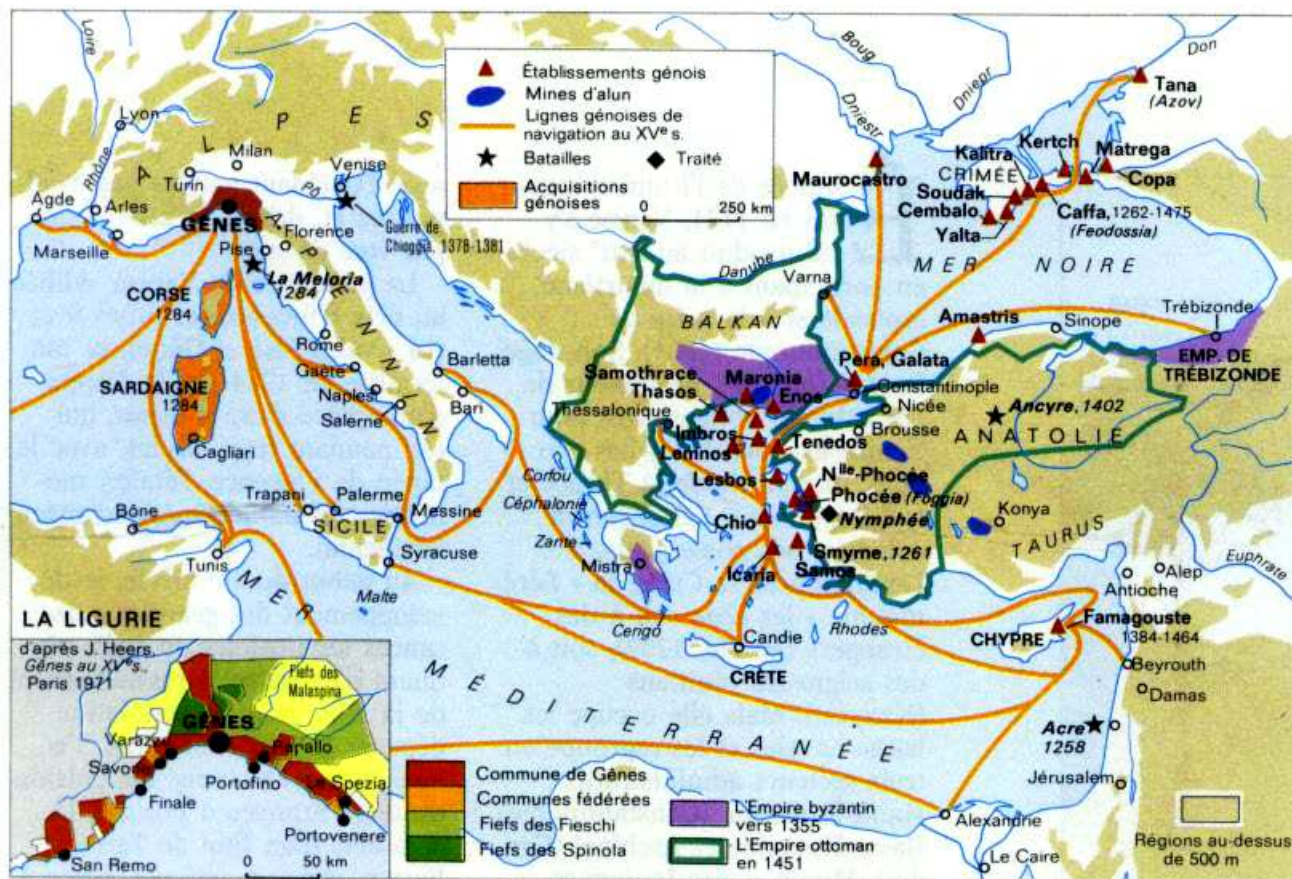 Loire
Lyon
Rhône
ALPES
Milan
Turin
Pô
Venise
Agde
Arles
Marseille
GÊNES
Florence
Pise
Guerre de
Chioggia, 1378-1381
La Meloria
1284
APENNIN
CORSE
1284
SARDAIGNE
1284
Cagliari
Rome
Gaète
Naples
Salerne
Barletta
Bari
Trapani
Palerme
Messine
SICILE
Syracuse
Bône
Tunis
Malte
MER
MÉDITERRANÉE
Établissements génois
Mines d'alun
Lignes génoises de
navigation au XVe s.
Batailles
Traité
Acquisitions
génoises
0 250 km
Boug
Dniestr
Dniepr
Don
Tana
(Azov)
Kertch
Matrega
Kalitra
Copa
CRIMÉE
Soudak
Cembalo
Yalta
Caffa, 1262-1475
(Feodossia)
Maurocastro
MER NOIRE
Danube
Varna
BALKAN
Amastris
Sinope
Trébizonde
EMP. DE
TRÉBIZONDE
Pera, Galata
Constantinople
Nicée
Brousse
Samothrace
Thasos
Maronia
Enos
Thessalonique
Imbros
Lemnos
Tenedos
Lesbos
Ancyre, 1402
ANATOLIE
Nlle-Phocée
Phocée (Foggia)
Nymphée
Chio
Smyrne, 1261
Samos
Icaria
Konya
TAURUS
Euphrate
Corfou
Céphalonie
Zante
Mistra
Cerigo
Candie
CRÈTE
Rhodes
Alep
Antioche
CHYPRE
Famagouste
1384-1464
Beyrouth
Damas
Acre
1258
Jérusalem
Alexandrie
Le Caire
LA LIGURIE
d'après J. Heers,
Gênes au XVe s.,
Paris 1971
Fiefs des
Malaspina
GÊNES
Varazze
Savone
Finale
San Remo
Parallo
Portofino
La Spezia
Portovenere
0 50 km
Commune de Gênes
Communes fédérées
Fiefs des Fieschi
Fiefs des Spinola
L'Empire byzantin
vers 1355
L'Empire ottoman
en 1451
Régions au-dessus
de 500 m